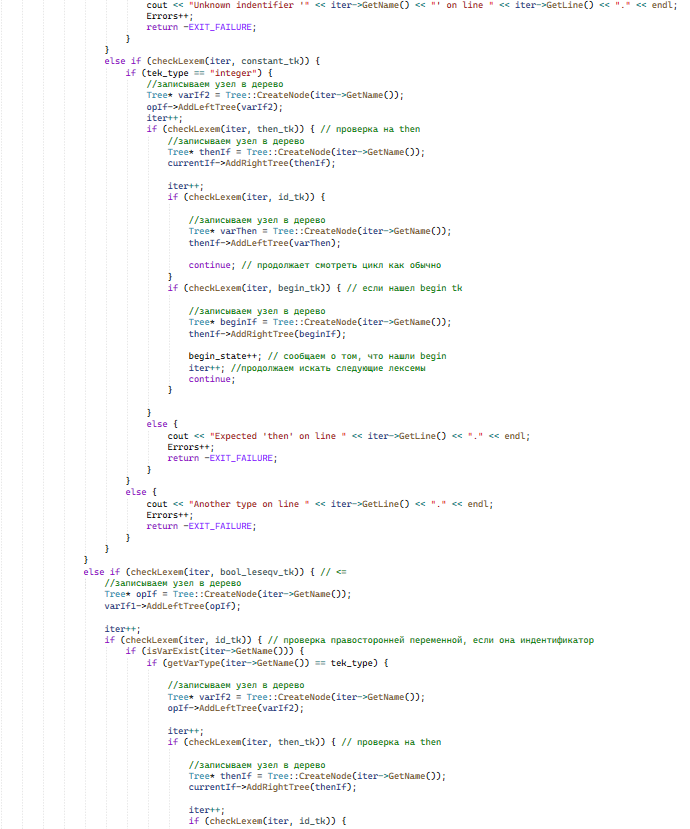 cout << "Unknown indentifier '" << iter->GetName() << "' on line " << iter->GetLine() << "." << endl;
Errors++;
return -EXIT_FAILURE;
}
}
else if (checkLexem(iter, constant_tk)) {
if (tek_type == "integer") {
//записываем узел в дерево
Tree* varIf2 = Tree::CreateNode(iter->GetName());
opIf->AddLeftTree(varIf2);
iter++;
if (checkLexem(iter, then_tk)) { // проверка на then
//записываем узел в дерево
Tree* thenIf = Tree::CreateNode(iter->GetName());
currentIf->AddRightTree(thenIf);
iter++;
if (checkLexem(iter, id_tk)) {
//записываем узел в дерево
Tree* varThen = Tree::CreateNode(iter->GetName());
thenIf->AddLeftTree(varThen);
continue; // продолжает смотреть цикл как обычно
}
if (checkLexem(iter, begin_tk)) { // если нашел begin tk
//записываем узел в дерево
Tree* beginIf = Tree::CreateNode(iter->GetName());
thenIf->AddRightTree(beginIf);
begin_state++; // сообщаем о том, что нашли begin
iter++; //продолжаем искать следующие лексемы
continue;
}
}
else {
cout << "Expected 'then' on line " << iter->GetLine() << "." << endl;
Errors++;
return -EXIT_FAILURE;
}
}
else {
cout << "Another type on line " << iter->GetLine() << "." << endl;
Errors++;
return -EXIT_FAILURE;
}
}
}
else if (checkLexem(iter, bool_leseqv_tk)) { // <=
//записываем узел в дерево
Tree* opIf = Tree::CreateNode(iter->GetName());
varIf1->AddLeftTree(opIf);
iter++;
if (checkLexem(iter, id_tk)) { // проверка правосторонней переменной, если она индентификатор
if (isVarExist(iter->GetName())) {
if (getVarType(iter->GetName()) == tek_type) {
//записываем узел в дерево
Tree* varIf2 = Tree::CreateNode(iter->GetName());
opIf->AddLeftTree(varIf2);
iter++;
if (checkLexem(iter, then_tk)) { // проверка на then
//записываем узел в дерево
Tree* thenIf = Tree::CreateNode(iter->GetName());
currentIf->AddRightTree(thenIf);
iter++;
if (checkLexem(iter, id_tk)) {